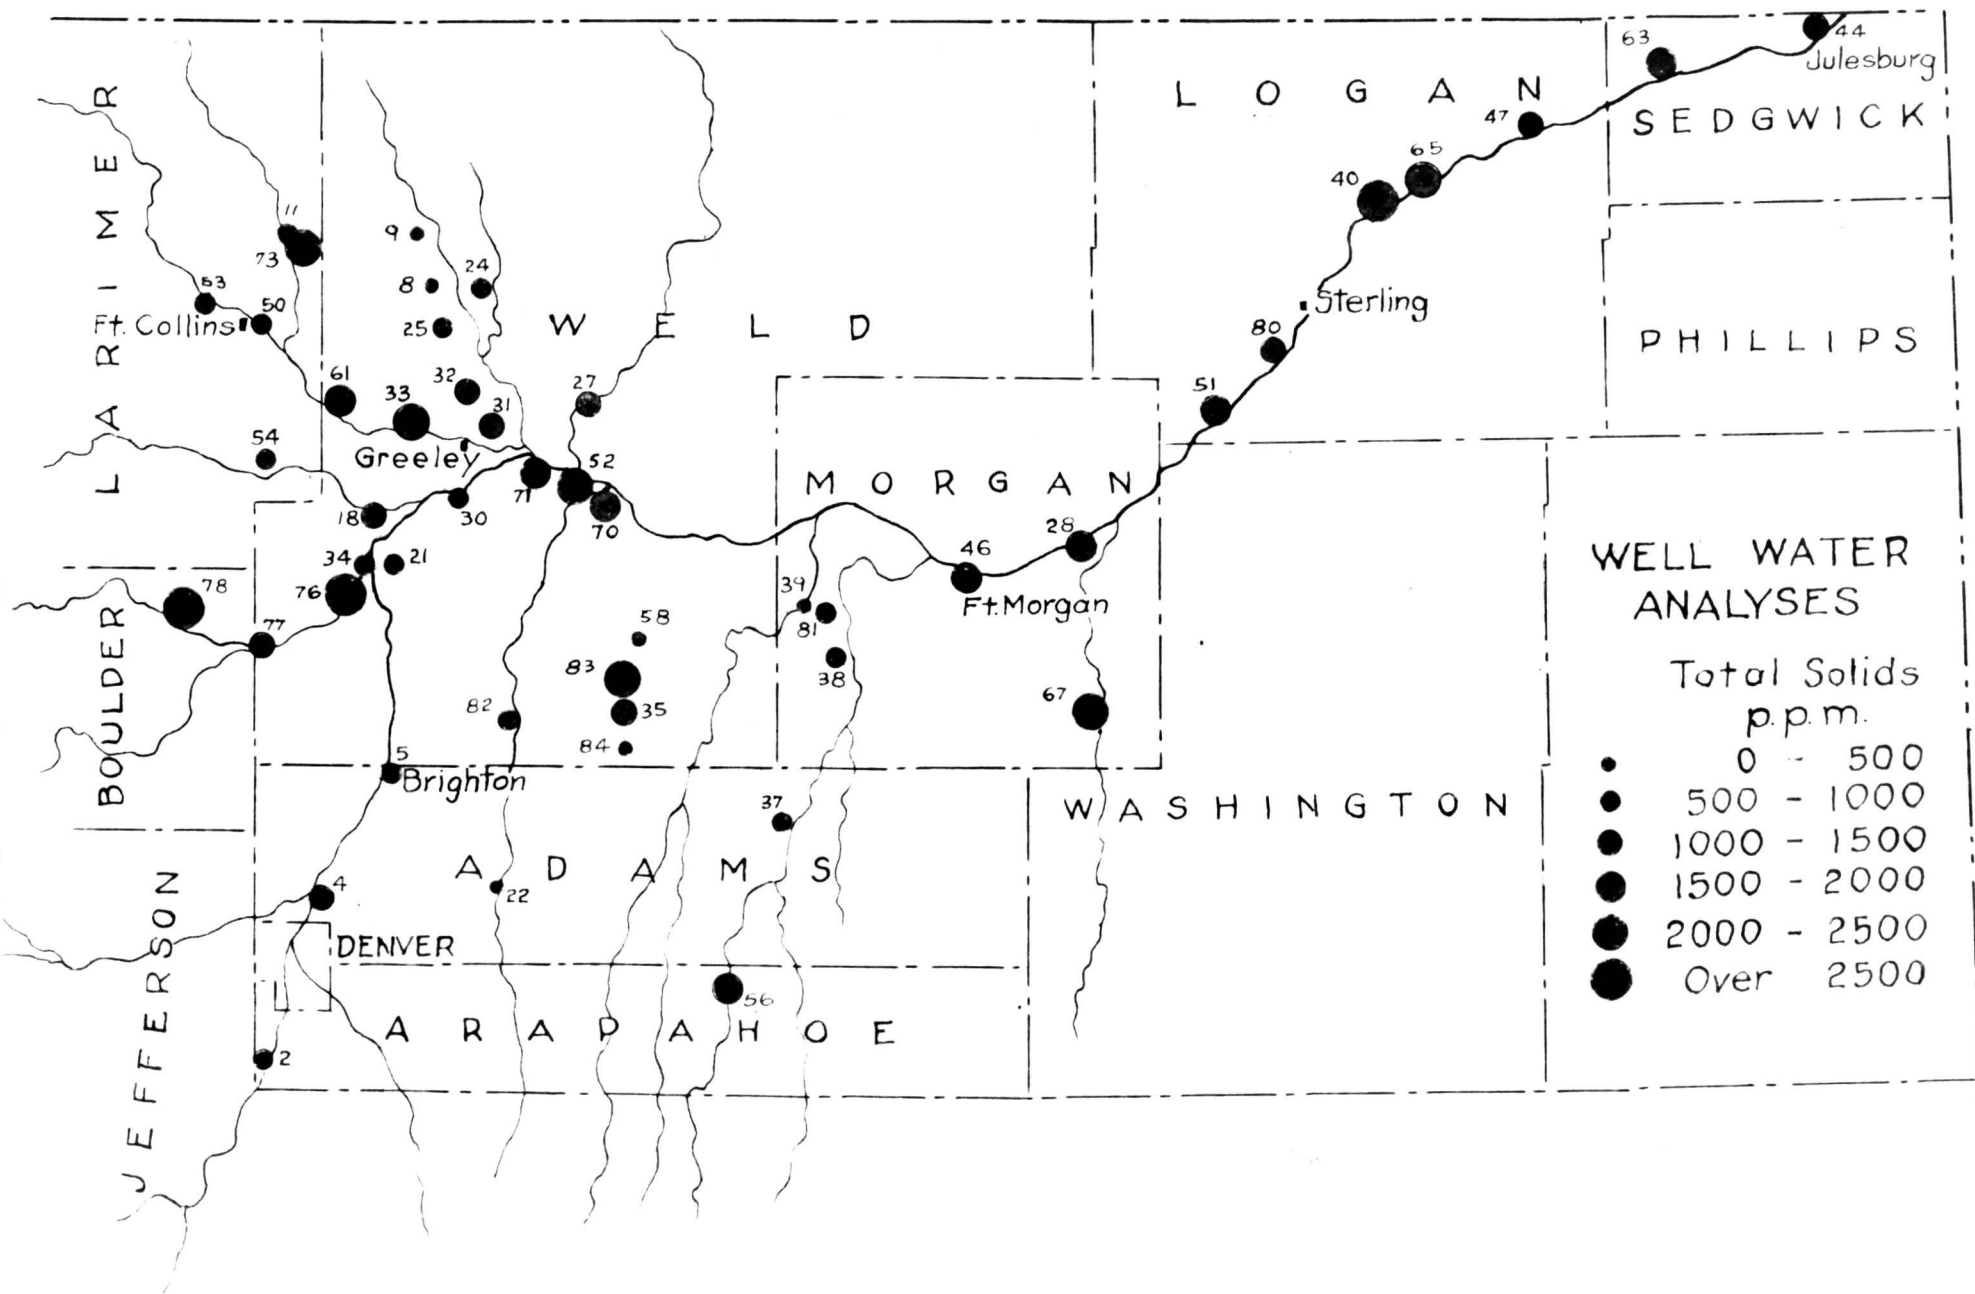 63
44
Julesburg
LOGAN
47
SEDGWICK
65
40
LARIMER
11
73
9
8
24
25
53
50
Ft. Collins
WELD
Sterling
80
PHILLIPS
61
33
32
31
27
51
54
Greeley
71
52
70
MORGAN
18
30
34
21
76
28
46
Ft. Morgan
78
77
BOULDER
58
83
35
84
82
39
81
38
67
5
Brighton
37
WASHINGTON
ADAMS
4
22
DENVER
56
ARAPAHOE
2
JEFFERSON
WELL WATER
ANALYSES
Total Solids
p.p.m.
0 - 500
500 - 1000
1000 - 1500
1500 - 2000
2000 - 2500
Over 2500